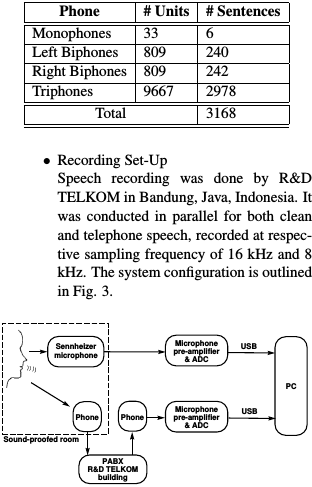 Phone # Units # Sentences
Monophones 33 6
Left Biphones 809 240
Right Biphones 809 242
Triphones 9667 2978
Total 3168
• Recording Set-Up
Speech recording was done by R&D
TELKOM in Bandung, Java, Indonesia. It
was conducted in parallel for both clean
and telephone speech, recorded at respec-
tive sampling frequency of 16 kHz and 8
kHz. The system configuration is outlined
in Fig. 3.
Sennheizer
microphone
Microphone
pre-amplifier
& ADC
USB
PC
Phone
Phone
Microphone
pre-amplifier
& ADC
USB
Sound-proofed room
PABX
R&D TELKOM
building